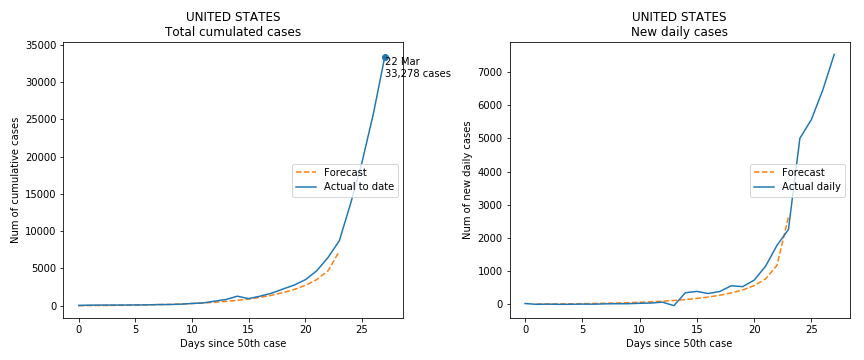 UNITED STATES
Total cumulated cases
35000
30000
25000
20000
15000
10000
5000
0
Num of cumulative cases
22 Mar
33,278 cases
Forecast
Actual to date
0 5 10 15 20 25
Days since 50th case
UNITED STATES
New daily cases
7000
6000
5000
4000
3000
2000
1000
0
Num of new daily cases
Forecast
Actual daily
0 5 10 15 20 25
Days since 50th case